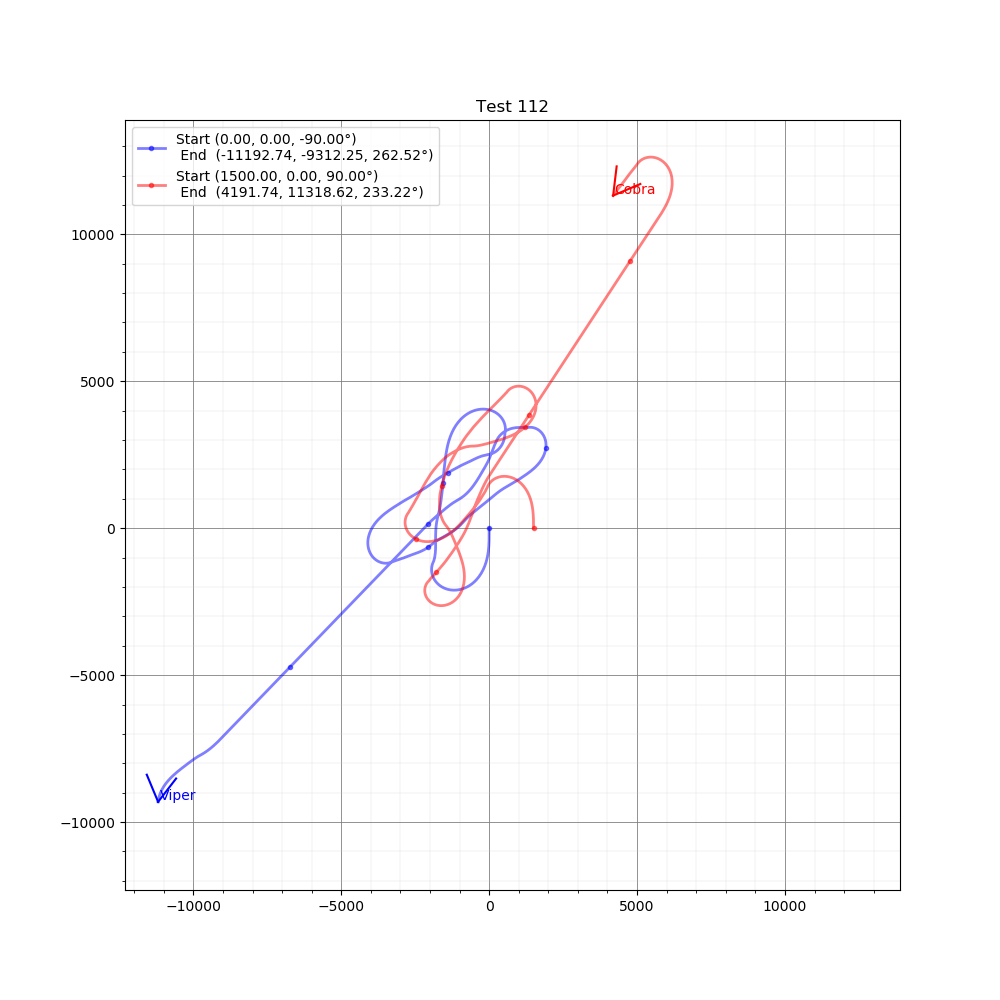 Test 112
Start (0.00, 0.00, -90.00°)
End  (-11192.74, -9312.25, 262.52°)
Start (1500.00, 0.00, 90.00°)
End  (4191.74, 11318.62, 233.22°)
Cobra
10000
5000
0
−5000
Viper
−10000
−10000
−5000
0
5000
10000